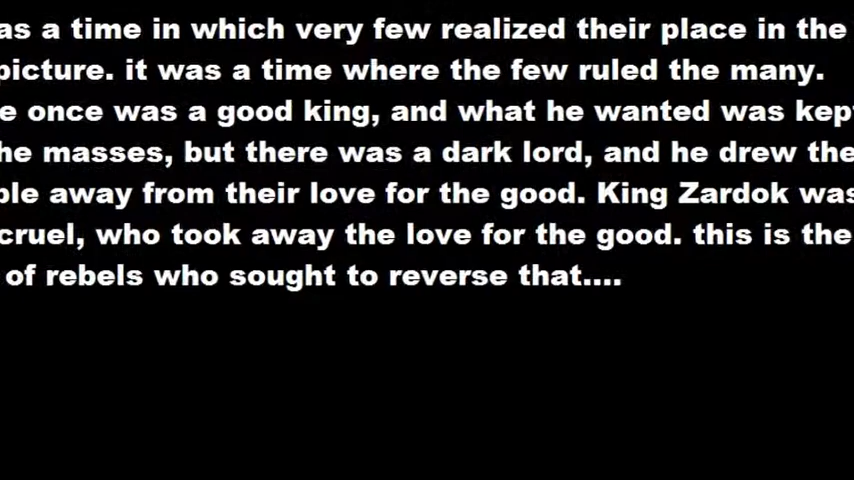 as a time in which very few realized their place in the
picture. it was a time where the few ruled the many.
e once was a good king, and what he wanted was kept
he masses, but there was a dark lord, and he drew the
ple away from their love for the good. King Zardok was
cruel, who took away the love for the good. this is the
of rebels who sought to reverse that....